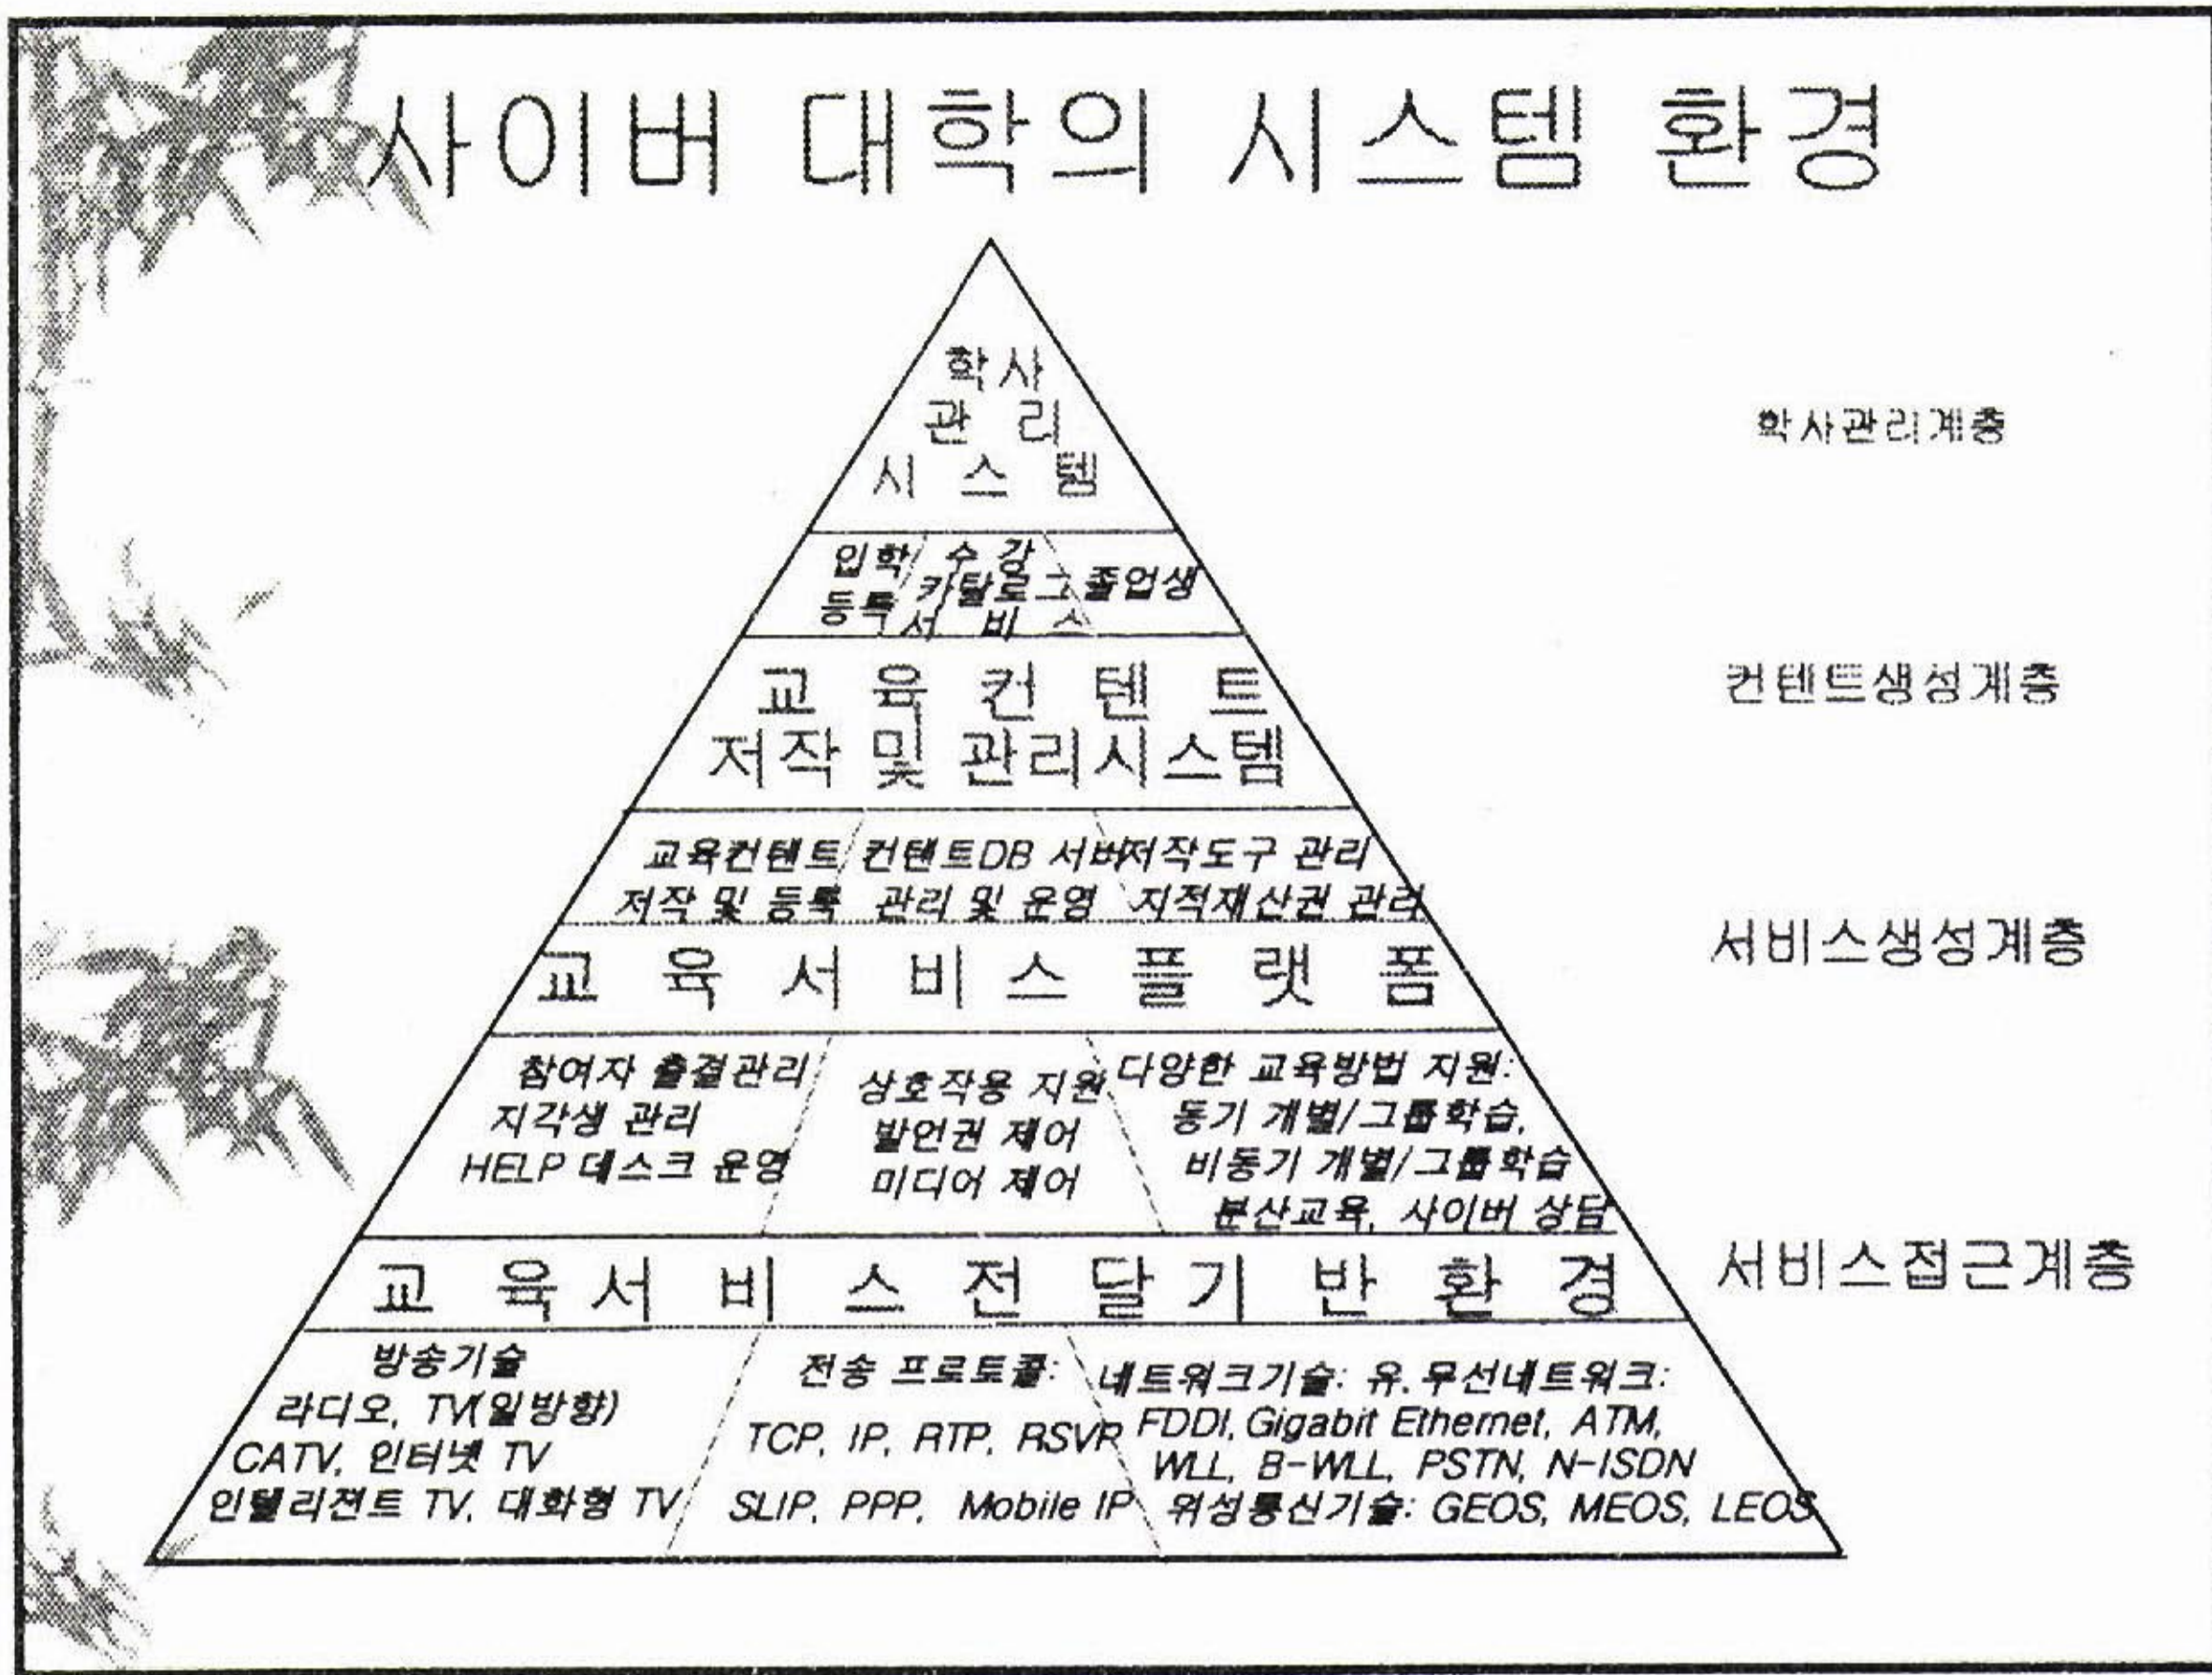 사이버 대학의 시스템 환경
학사
관 리
시 스 템
학사관리계층
입학
등록
수 강
카탈로그
서 비 스
졸업생
교 육 컨 텐 트
저작 및 관리시스템
컨텐트생성계층
교육컨텐트
저작 및 등록
컨텐트DB 서버
관리 및 운영
저작도구 관리
지적재산권 관리
교 육 서 비 스 플 랫 폼
서비스생성계층
참여자 출결관리
지각생 관리
HELP 데스크 운영
상호작용 지원
발언권 제어
미디어 제어
다양한 교육방법 지원:
동기 개별/그룹학습,
비동기 개별/그룹학습
분산교육, 사이버 상담
교 육 서 비 스 전 달 기 반 환 경
서비스접근계층
방송기술
라디오, TV(일방향)
CATV, 인터넷 TV
인텔리젼트 TV, 대화형 TV
전송 프로토콜:
TCP, IP, RTP, RSVP
SLIP, PPP, Mobile IP
네트워크기술: 유.무선네트워크:
FDDI, Gigabit Ethernet, ATM,
WLL, B-WLL, PSTN, N-ISDN
위성통신기술: GEOS, MEOS, LEOS